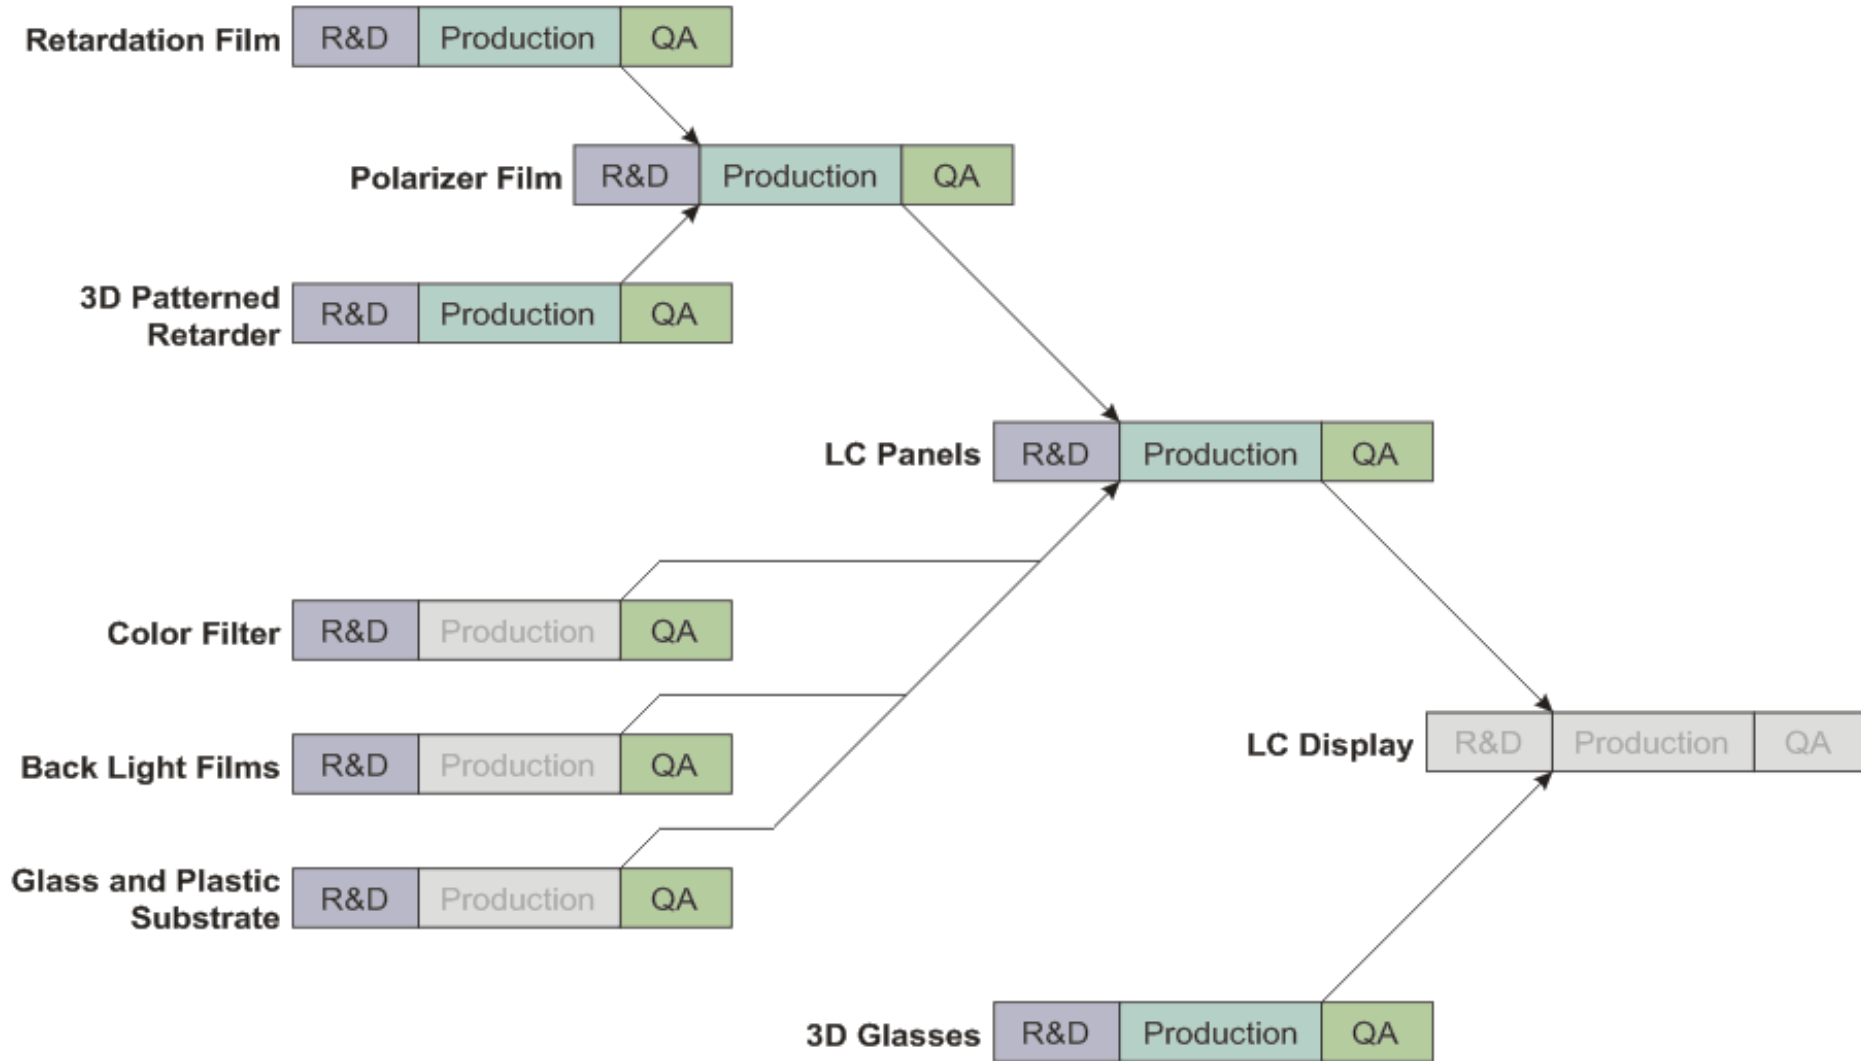 Retardation Film R&D Production QA
Polarizer Film R&D Production QA
3D Patterned
Retarder
R&D Production QA
LC Panels R&D Production QA
Color Filter R&D Production QA
Back Light Films R&D Production QA
LC Display R&D Production QA
Glass and Plastic
Substrate
R&D Production QA
3D Glasses R&D Production QA